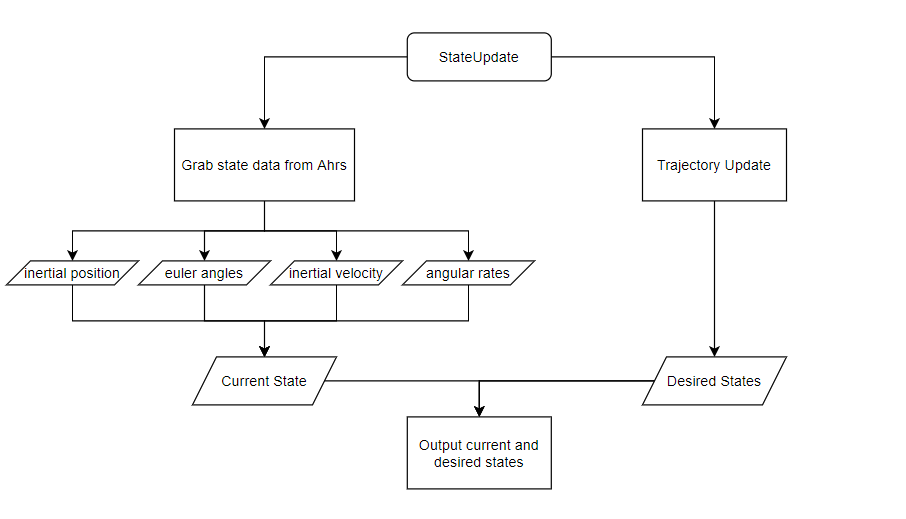 StateUpdate
Grab state data from Ahrs
Trajectory Update
inertial position
euler angles
inertial velocity
angular rates
Current State
Desired States
Output current and
desired states